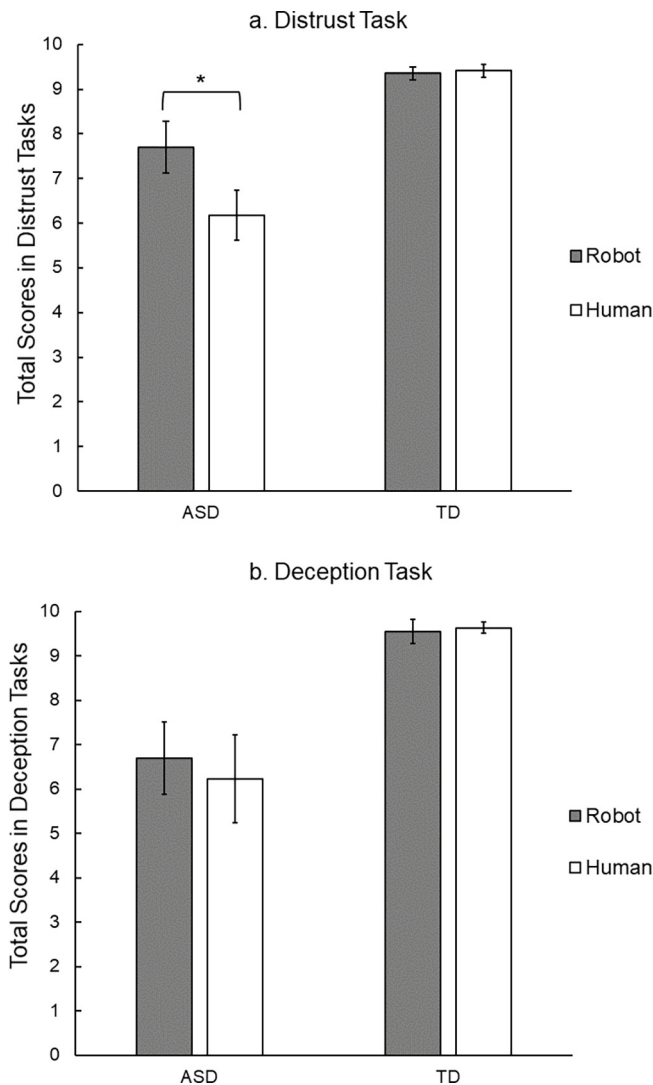 a. Distrust Task
Total Scores in Distrust Tasks
10
9
8
7
6
5
4
3
2
1
0
*
ASD
TD
Robot
Human
b. Deception Task
Total Scores in Deception Tasks
10
9
8
7
6
5
4
3
2
1
0
ASD
TD
Robot
Human